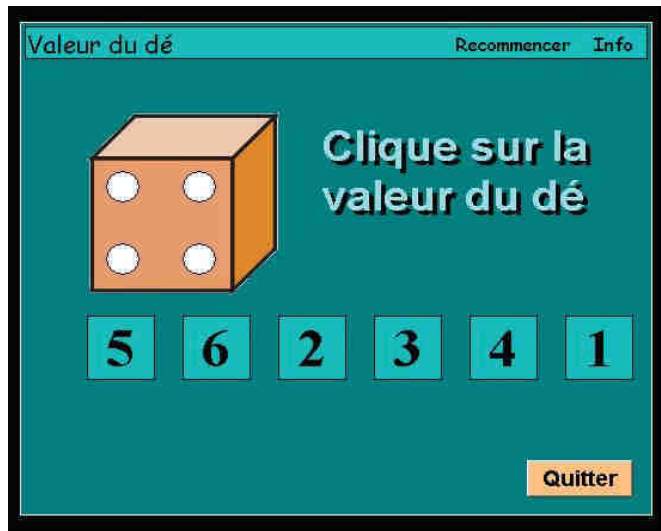 Valeur du dé Recommencer Info
Clique sur la
valeur du dé
5 6 2 3 4 1
Quitter